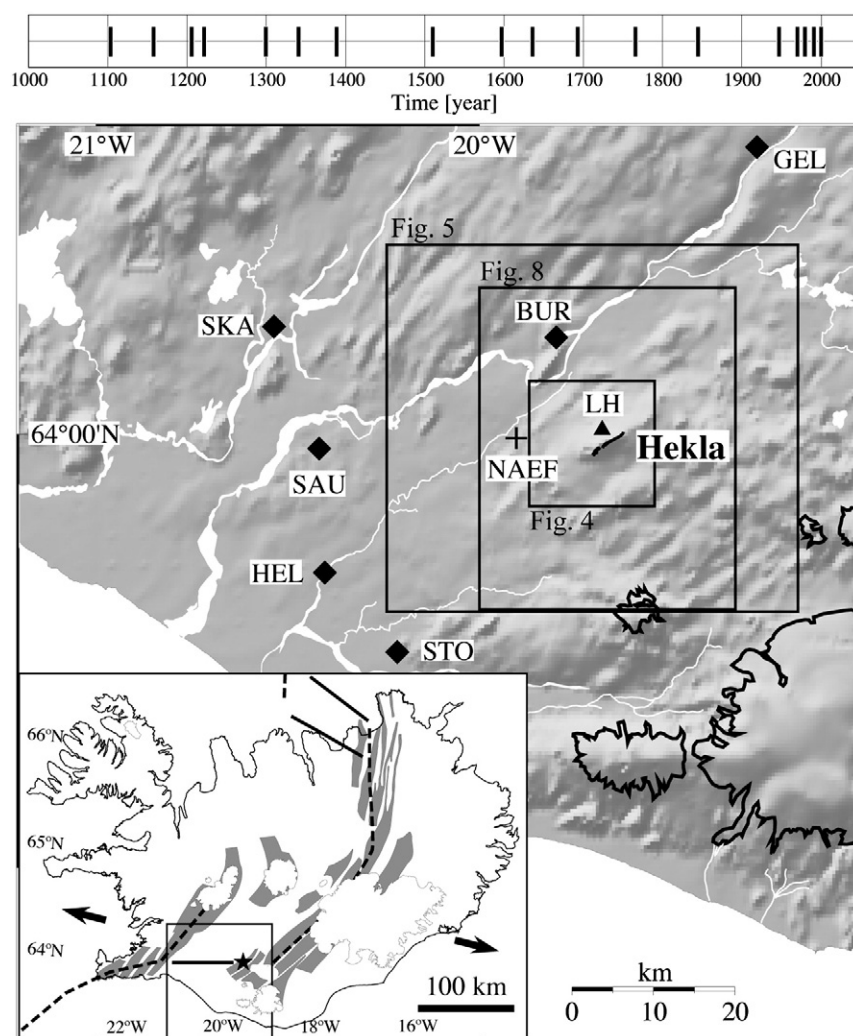 1000 1100 1200 1300 1400 1500 1600 1700 1800 1900 2000
Time [year]
21°W 20°W
GEL
Fig. 5
Fig. 8
SKA
BUR
LH
64°00'N
Hekla
NAEF
SAU
Fig. 4
HEL
STO
66°N
65°N
64°N
100 km
22°W 20°W 18°W 16°W
km
0 10 20